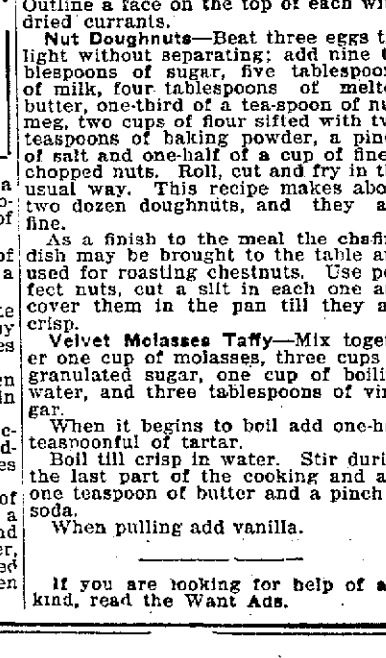 Outline a face on the top of each wi
dried currants.
Nut Doughnuts—Beat three eggs t
light without separating; add nine t
blespoons of sugar, five tablespoo
of milk, four tablespoons of melt
butter, one-third of a tea-spoon of nu
meg, two cups of flour sifted with tw
teaspoons of baking powder, a pin
of salt and one-half of a cup of fine
chopped nuts. Roll, cut and fry in t
usual way. This recipe makes abo
two dozen doughnuts, and they a
fine.
As a finish to the meal the chafi
dish may be brought to the table a
used for roasting chestnuts. Use pe
fect nuts, cut a slit in each one a
cover them in the pan till they a
crisp.
Velvet Molasses Taffy—Mix toget
er one cup of molasses, three cups
granulated sugar, one cup of boili
water, and three tablespoons of vin
gar.
When it begins to boil add one-h
teaspoonful of tartar.
Boil till crisp in water. Stir duri
the last part of the cooking and a
one teaspoon of butter and a pinch
soda.
When pulling add vanilla.
If you are looking for help of a
kind, read the Want Ads.